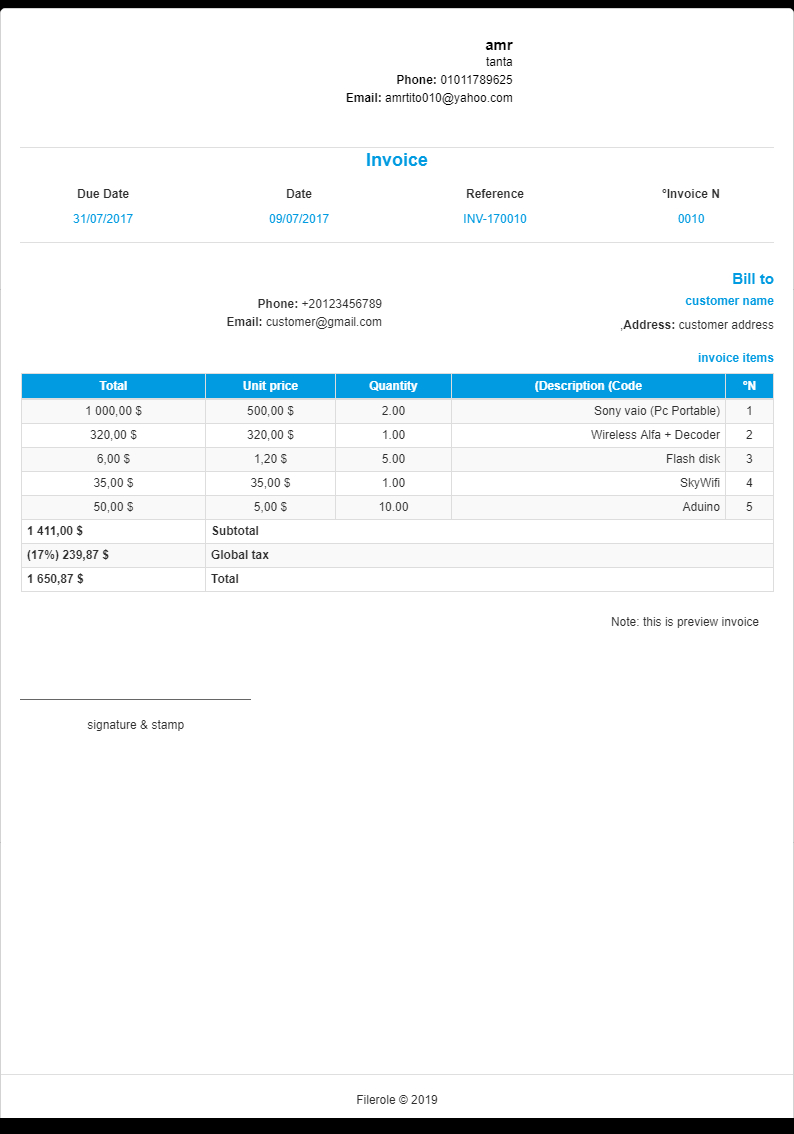 amr
tanta
Phone: 01011789625
Email: amrtito010@yahoo.com
Invoice
Due Date Date Reference °Invoice N
31/07/2017 09/07/2017 INV-170010 0010
Bill to
customer name
Phone: +20123456789
Email: customer@gmail.com
,Address: customer address
invoice items
Total Unit price Quantity (Description (Code °N
1 000,00 $ 500,00 $ 2.00 Sony vaio (Pc Portable) 1
320,00 $ 320,00 $ 1.00 Wireless Alfa + Decoder 2
6,00 $ 1,20 $ 5.00 Flash disk 3
35,00 $ 35,00 $ 1.00 SkyWifi 4
50,00 $ 5,00 $ 10.00 Aduino 5
1 411,00 $ Subtotal
(17%) 239,87 $ Global tax
1 650,87 $ Total
Note: this is preview invoice
signature & stamp
Filerole © 2019